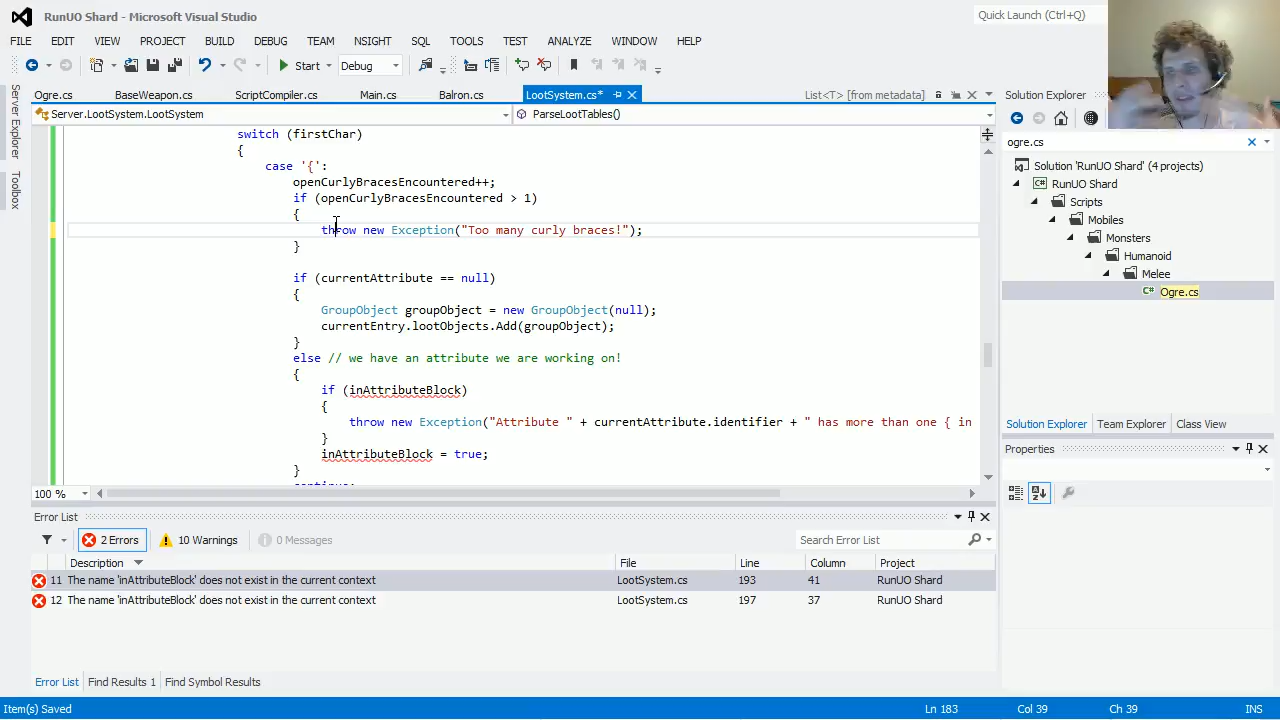 RunUO Shard - Microsoft Visual Studio
Quick Launch (Ctrl+Q)
FILE EDIT VIEW PROJECT BUILD DEBUG TEAM NSIGHT SQL TOOLS TEST ANALYZE WINDOW HELP
Start Debug
Ogre.cs BaseWeapon.cs ScriptCompiler.cs Main.cs Balron.cs LootSystem.cs* List<T> [from metadata]
Server.LootSystem.LootSystem ParseLootTables()
Server Explorer
Toolbox
switch (firstChar)
{
case '{':
openCurlyBracesEncountered++;
if (openCurlyBracesEncountered > 1)
{
throw new Exception("Too many curly braces!");
}
if (currentAttribute == null)
{
GroupObject groupObject = new GroupObject(null);
currentEntry.lootObjects.Add(groupObject);
}
else // we have an attribute we are working on!
{
if (inAttributeBlock)
{
throw new Exception("Attribute " + currentAttribute.identifier + " has more than one { in
}
inAttributeBlock = true;
}
continue;
100 %
Solution Explorer
ogre.cs
Solution 'RunUO Shard' (4 projects)
RunUO Shard
Scripts
Mobiles
Monsters
Humanoid
Melee
Ogre.cs
Solution Explorer Team Explorer Class View
Properties
Error List
2 Errors 10 Warnings 0 Messages
Search Error List
Description File Line Column Project
11 The name 'inAttributeBlock' does not exist in the current context LootSystem.cs 193 41 RunUO Shard
12 The name 'inAttributeBlock' does not exist in the current context LootSystem.cs 197 37 RunUO Shard
Error List Find Results 1 Find Symbol Results
Item(s) Saved Ln 183 Col 39 Ch 39 INS